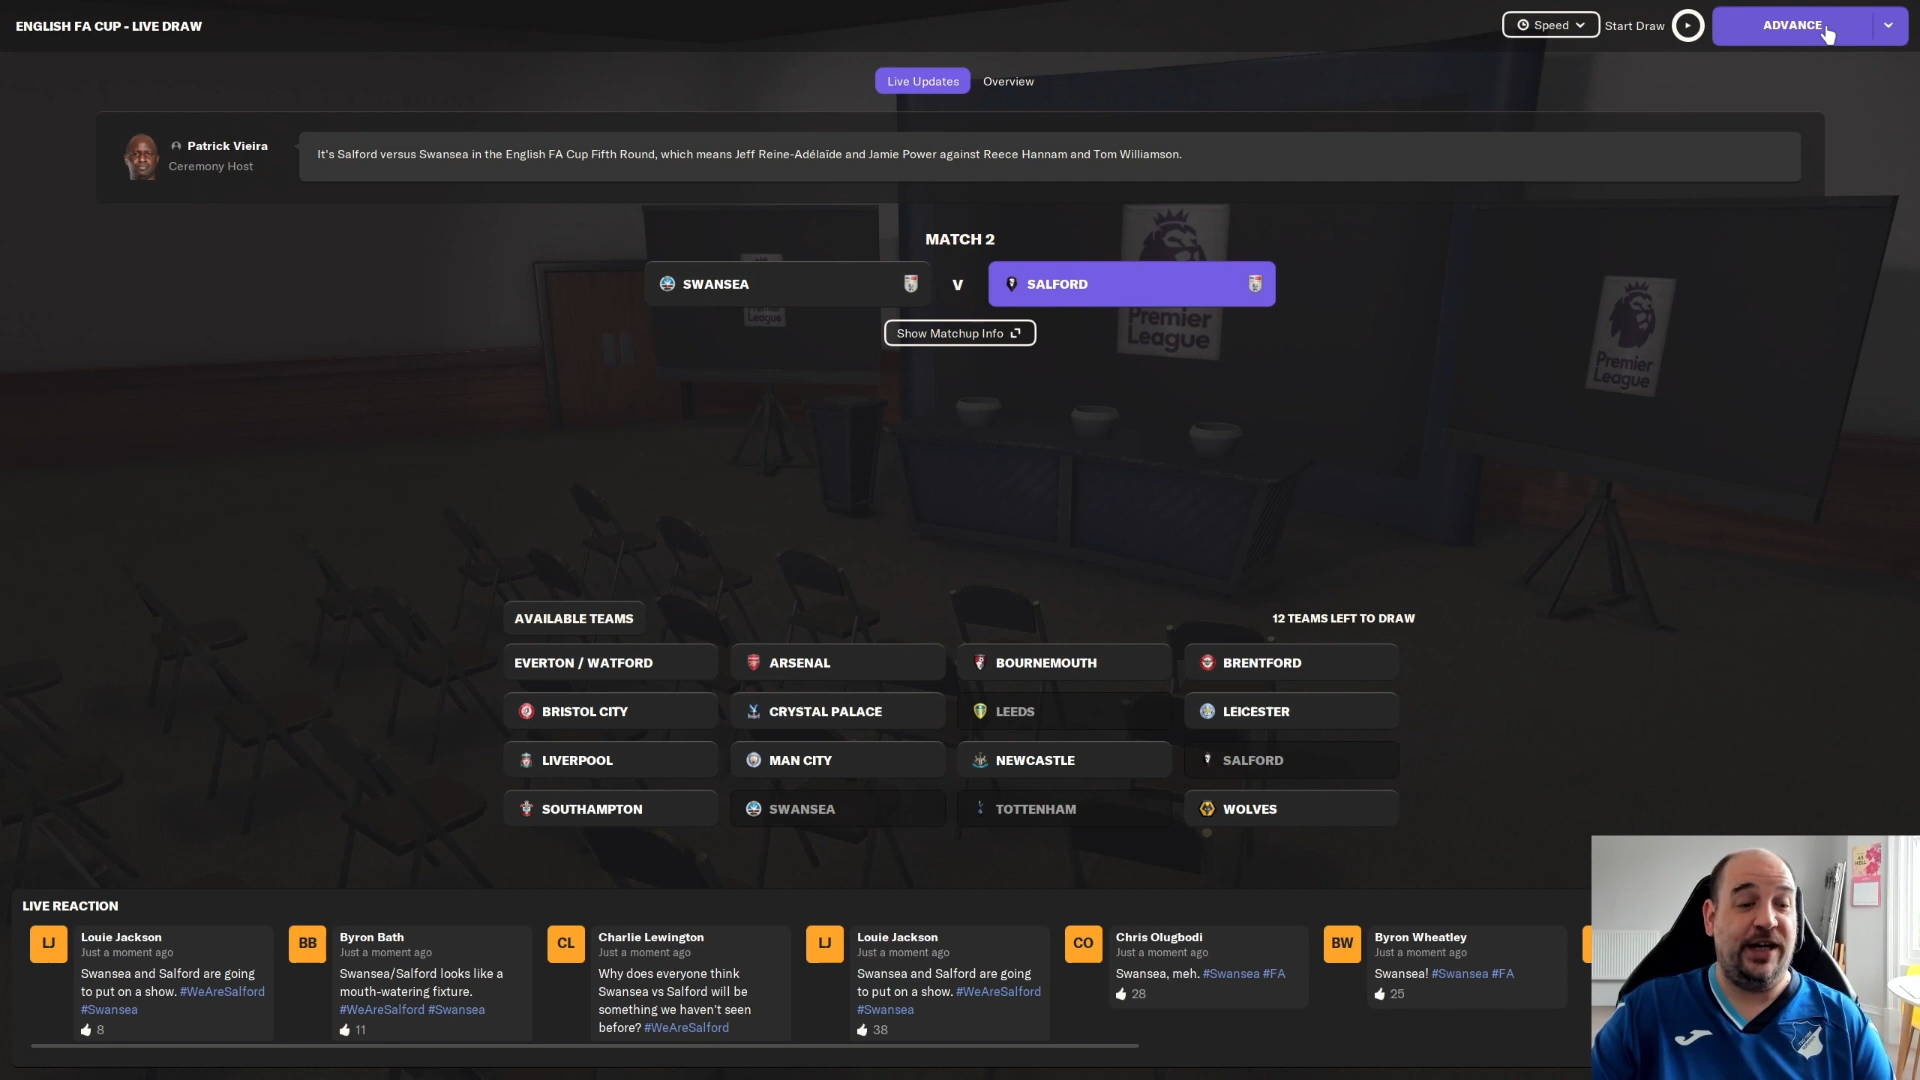 ENGLISH FA CUP - LIVE DRAW
Speed
Start Draw
ADVANCE
Live Updates
Overview
Patrick Vieira
Ceremony Host
It's Salford versus Swansea in the English FA Cup Fifth Round, which means Jeff Reine-Adélaïde and Jamie Power against Reece Hannam and Tom Williamson.
MATCH 2
SWANSEA
V
SALFORD
Show Matchup Info
League
Premier
League
Premier
League
AVAILABLE TEAMS
12 TEAMS LEFT TO DRAW
EVERTON / WATFORD
ARSENAL
BOURNEMOUTH
BRENTFORD
BRISTOL CITY
CRYSTAL PALACE
LEEDS
LEICESTER
LIVERPOOL
MAN CITY
NEWCASTLE
SALFORD
SOUTHAMPTON
SWANSEA
TOTTENHAM
WOLVES
LIVE REACTION
LJ
Louie Jackson
Just a moment ago
Swansea and Salford are going
to put on a show. #WeAreSalford
#Swansea
8
BB
Byron Bath
Just a moment ago
Swansea/Salford looks like a
mouth-watering fixture.
#WeAreSalford #Swansea
11
CL
Charlie Lewington
Just a moment ago
Why does everyone think
Swansea vs Salford will be
something we haven't seen
before? #WeAreSalford
LJ
Louie Jackson
Just a moment ago
Swansea and Salford are going
to put on a show. #WeAreSalford
#Swansea
38
CO
Chris Olugbodi
Just a moment ago
Swansea, meh. #Swansea #FA
28
BW
Byron Wheatley
Just a moment ago
Swansea! #Swansea #FA
25